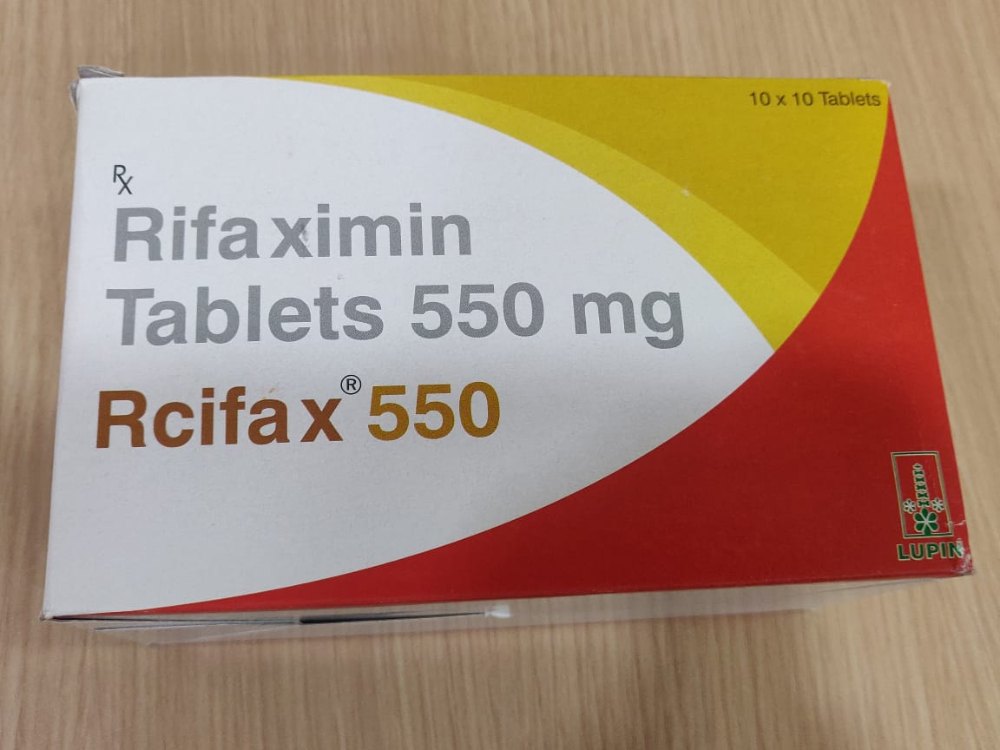 10 x 10 Tablets
Rx
Rifaximin
Tablets 550 mg
Rcifax® 550
LUPIN